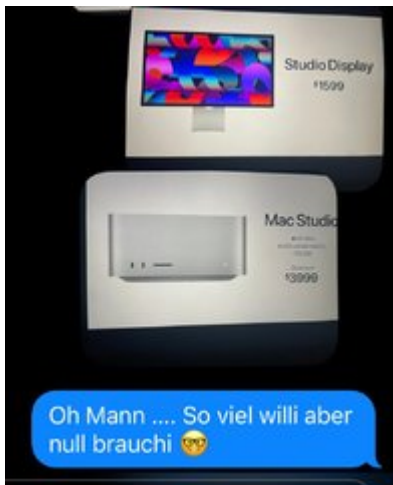 Studio Display
$1599
Mac Studio
$3999
Oh Mann .... So viel willi aber
null brauchi 🤓